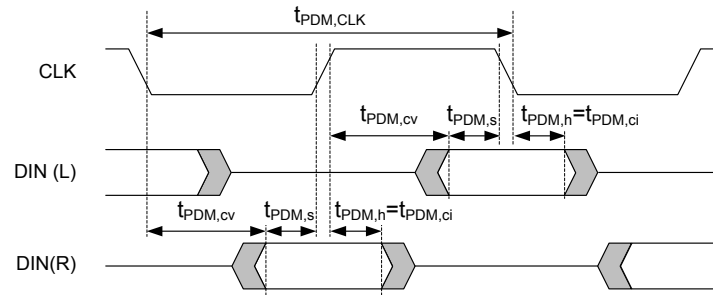 tPDM,CLK
CLK
tPDM,cv
tPDM,s
tPDM,h=tPDM,ci
DIN (L)
tPDM,cv
tPDM,s
tPDM,h=tPDM,ci
DIN(R)